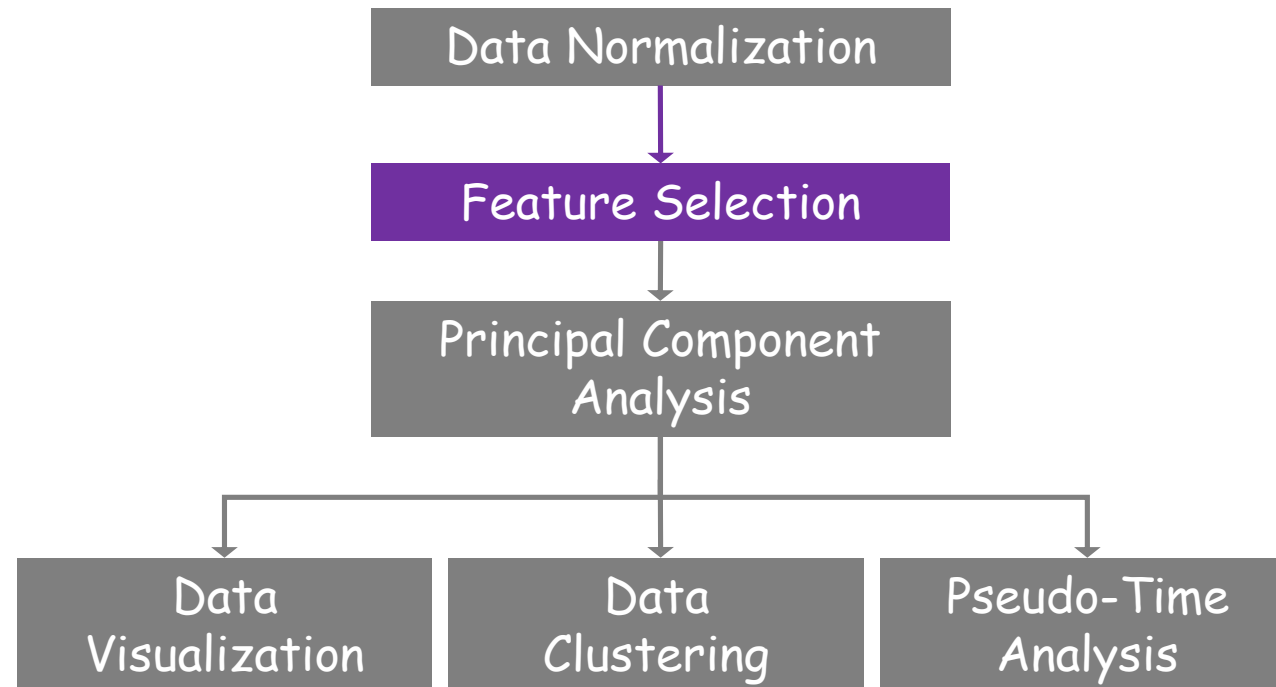 Data Normalization
Feature Selection
Principal Component
Analysis
Data
Visualization
Data
Clustering
Pseudo-Time
Analysis